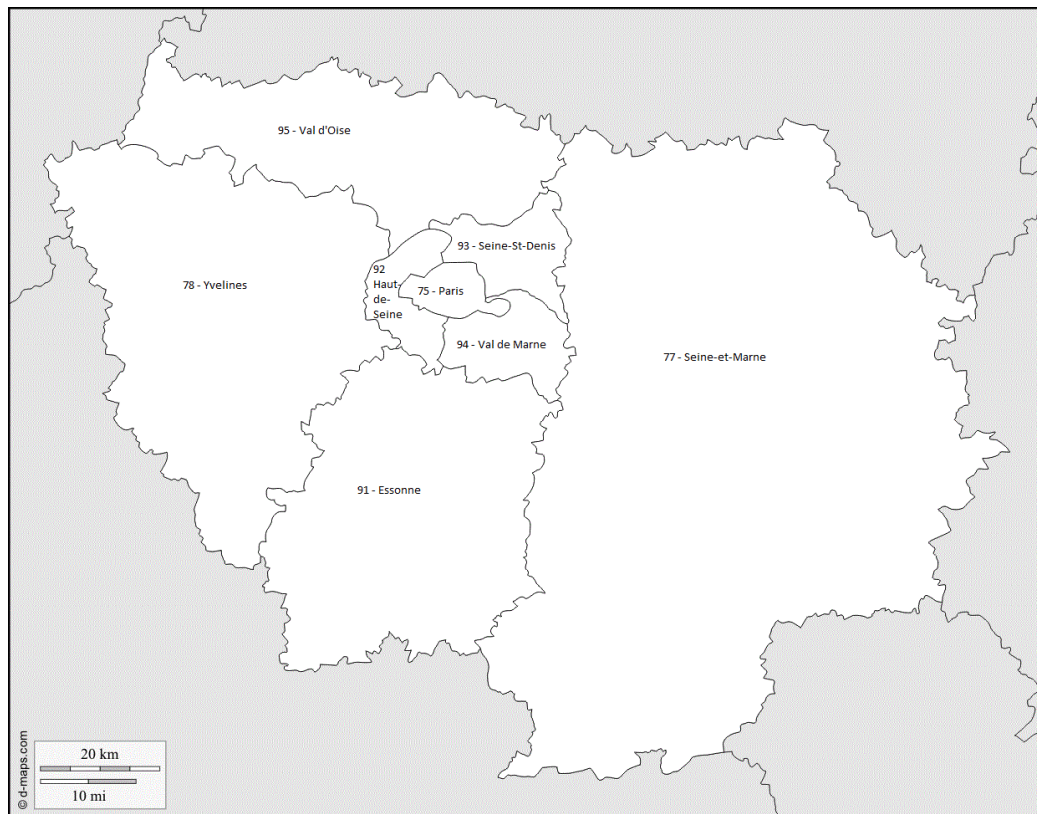 95 - Val d'Oise
93 - Seine-St-Denis
92
Haut-
de-
Seine
78 - Yvelines
75 - Paris
94 - Val de Marne
77 - Seine-et-Marne
91 - Essonne
© d-maps.com
20 km
10 mi